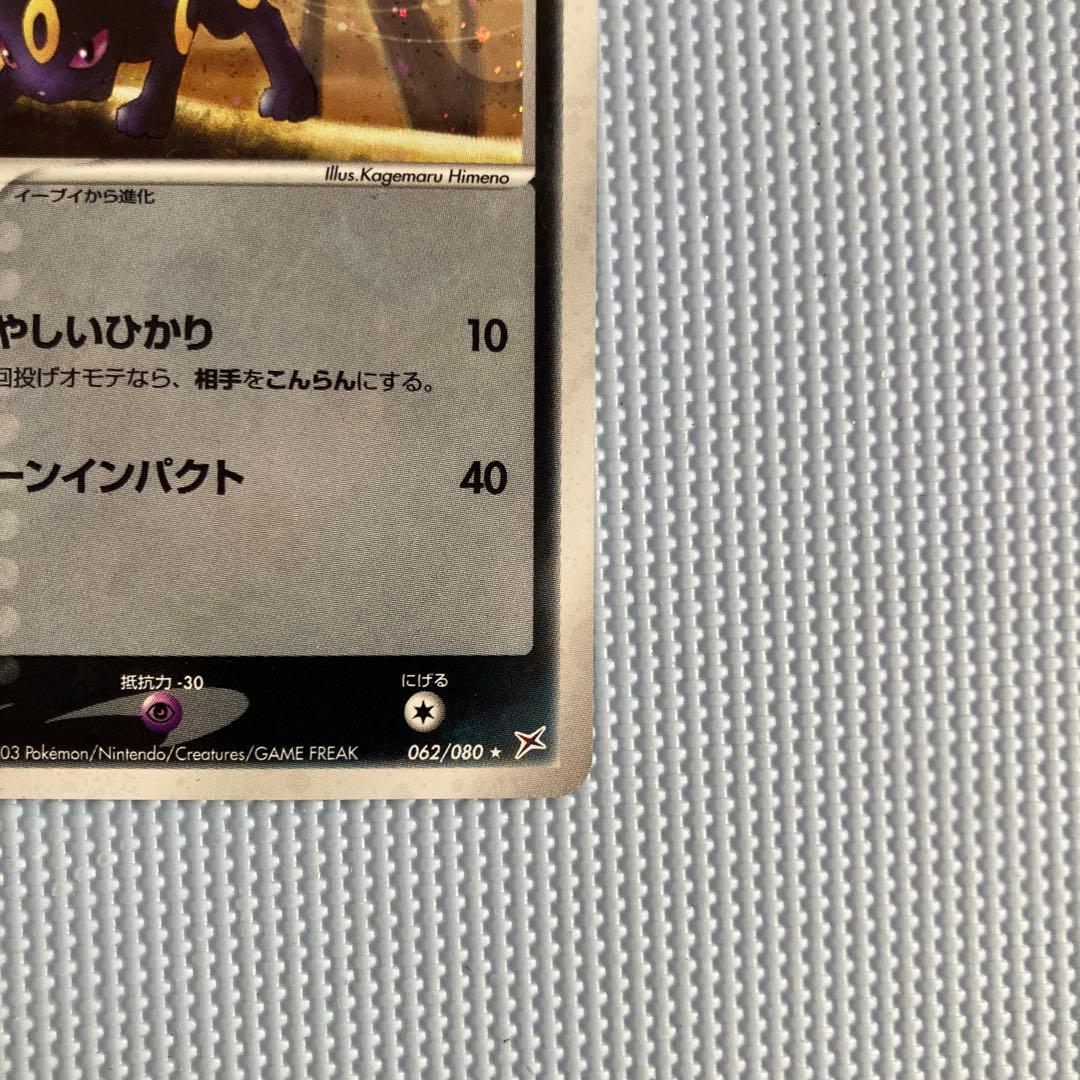 Illus.Kagemaru Himeno
イーブイから進化
やしいひかり 10
回投げオモテなら、相手をこんらんにする。
ーンインパクト 40
抵抗力 -30
にげる
03 Pokémon/Nintendo/Creatures/GAME FREAK
062/080 ★